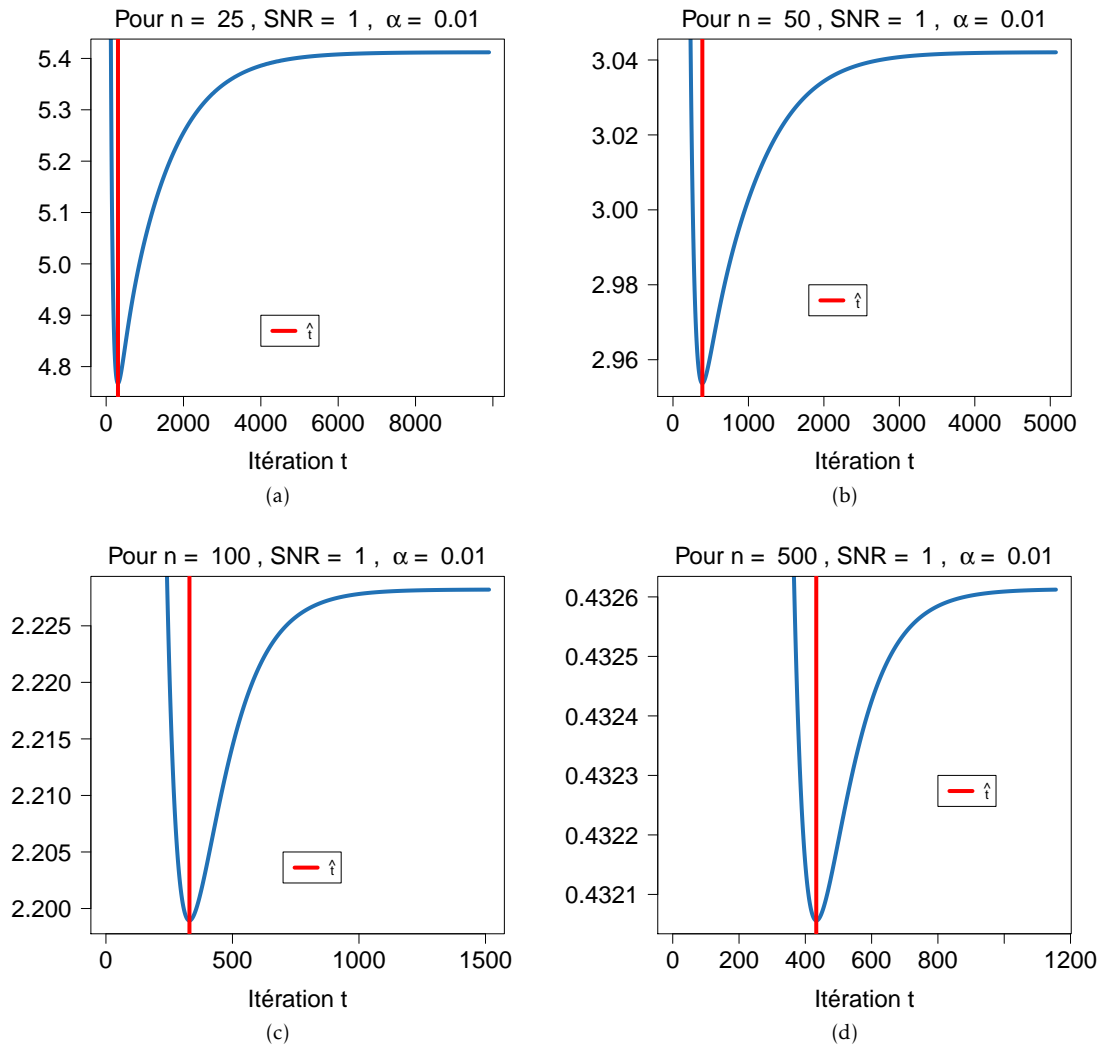 Pour n = 25 , SNR = 1 , α = 0.01
5.4
5.3
5.2
5.1
5.0
4.9
4.8
t̂
0 2000 4000 6000 8000
Itération t
(a)
Pour n = 50 , SNR = 1 , α = 0.01
3.04
3.02
3.00
2.98
2.96
t̂
0 1000 2000 3000 4000 5000
Itération t
(b)
Pour n = 100 , SNR = 1 , α = 0.01
2.225
2.220
2.215
2.210
2.205
2.200
t̂
0 500 1000 1500
Itération t
(c)
Pour n = 500 , SNR = 1 , α = 0.01
0.4326
0.4325
0.4324
0.4323
0.4322
0.4321
t̂
0 200 400 600 800 1200
Itération t
(d)